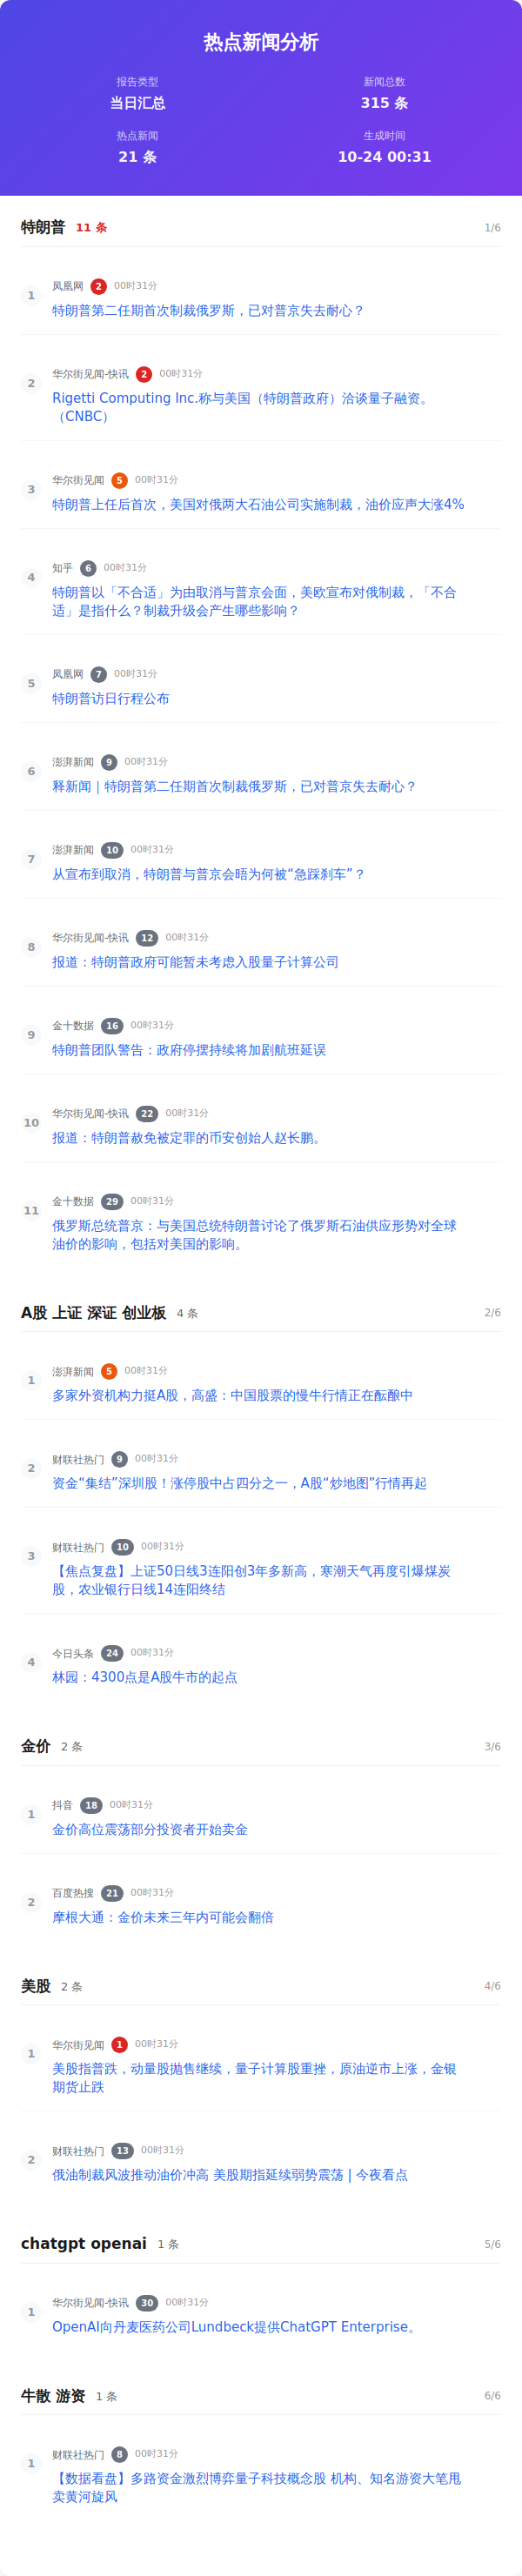 热点新闻分析
报告类型
当日汇总
新闻总数
315 条
热点新闻
21 条
生成时间
10-24 00:31
特朗普 11 条 1/6
1
凤凰网 2 00时31分
特朗普第二任期首次制裁俄罗斯，已对普京失去耐心？
2
华尔街见闻-快讯 2 00时31分
Rigetti Computing Inc.称与美国（特朗普政府）洽谈量子融资。
（CNBC）
3
华尔街见闻 5 00时31分
特朗普上任后首次，美国对俄两大石油公司实施制裁，油价应声大涨4%
4
知乎 6 00时31分
特朗普以「不合适」为由取消与普京会面，美欧宣布对俄制裁，「不合
适」是指什么？制裁升级会产生哪些影响？
5
凤凰网 7 00时31分
特朗普访日行程公布
6
澎湃新闻 9 00时31分
释新闻｜特朗普第二任期首次制裁俄罗斯，已对普京失去耐心？
7
澎湃新闻 10 00时31分
从宣布到取消，特朗普与普京会晤为何被“急踩刹车”？
8
华尔街见闻-快讯 12 00时31分
报道：特朗普政府可能暂未考虑入股量子计算公司
9
金十数据 16 00时31分
特朗普团队警告：政府停摆持续将加剧航班延误
10
华尔街见闻-快讯 22 00时31分
报道：特朗普赦免被定罪的币安创始人赵长鹏。
11
金十数据 29 00时31分
俄罗斯总统普京：与美国总统特朗普讨论了俄罗斯石油供应形势对全球
油价的影响，包括对美国的影响。
A股 上证 深证 创业板 4 条 2/6
1
澎湃新闻 5 00时31分
多家外资机构力挺A股，高盛：中国股票的慢牛行情正在酝酿中
2
财联社热门 9 00时31分
资金“集结”深圳股！涨停股中占四分之一，A股“炒地图”行情再起
3
财联社热门 10 00时31分
【焦点复盘】上证50日线3连阳创3年多新高，寒潮天气再度引爆煤炭
股，农业银行日线14连阳终结
4
今日头条 24 00时31分
林园：4300点是A股牛市的起点
金价 2 条 3/6
1
抖音 18 00时31分
金价高位震荡部分投资者开始卖金
2
百度热搜 21 00时31分
摩根大通：金价未来三年内可能会翻倍
美股 2 条 4/6
1
华尔街见闻 1 00时31分
美股指普跌，动量股抛售继续，量子计算股重挫，原油逆市上涨，金银
期货止跌
2
财联社热门 13 00时31分
俄油制裁风波推动油价冲高 美股期指延续弱势震荡 | 今夜看点
chatgpt openai 1 条 5/6
1
华尔街见闻-快讯 30 00时31分
OpenAI向丹麦医药公司Lundbeck提供ChatGPT Enterprise。
牛散 游资 1 条 6/6
1
财联社热门 8 00时31分
【数据看盘】多路资金激烈博弈量子科技概念股 机构、知名游资大笔甩
卖黄河旋风